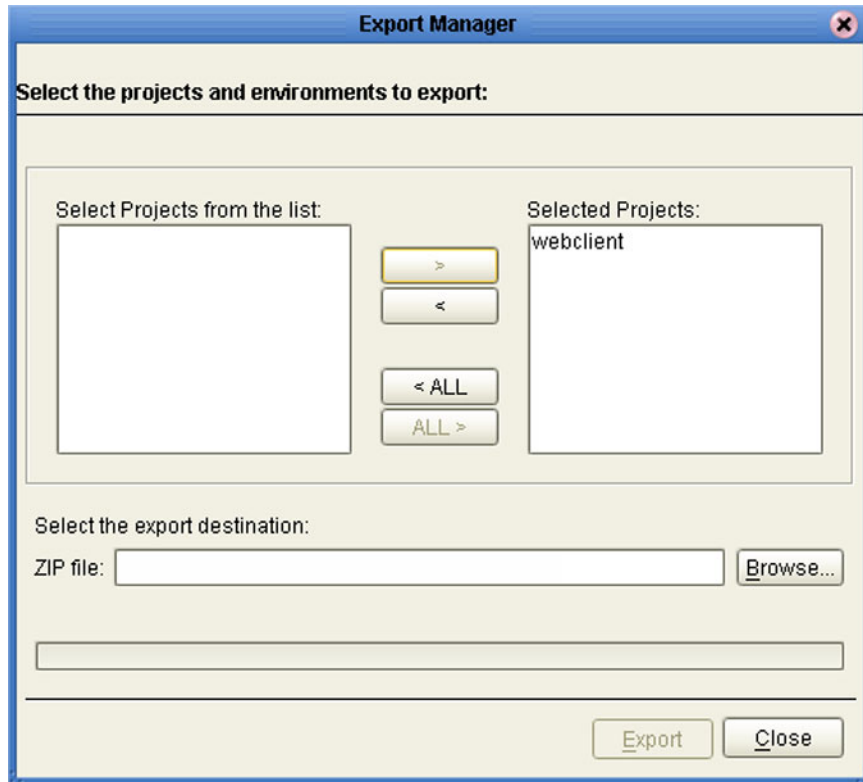 Export Manager
Select the projects and environments to export:
Select Projects from the list:
Selected Projects:
webclient
>
<
< ALL
ALL >
Select the export destination:
ZIP file:
Browse...
Export
Close